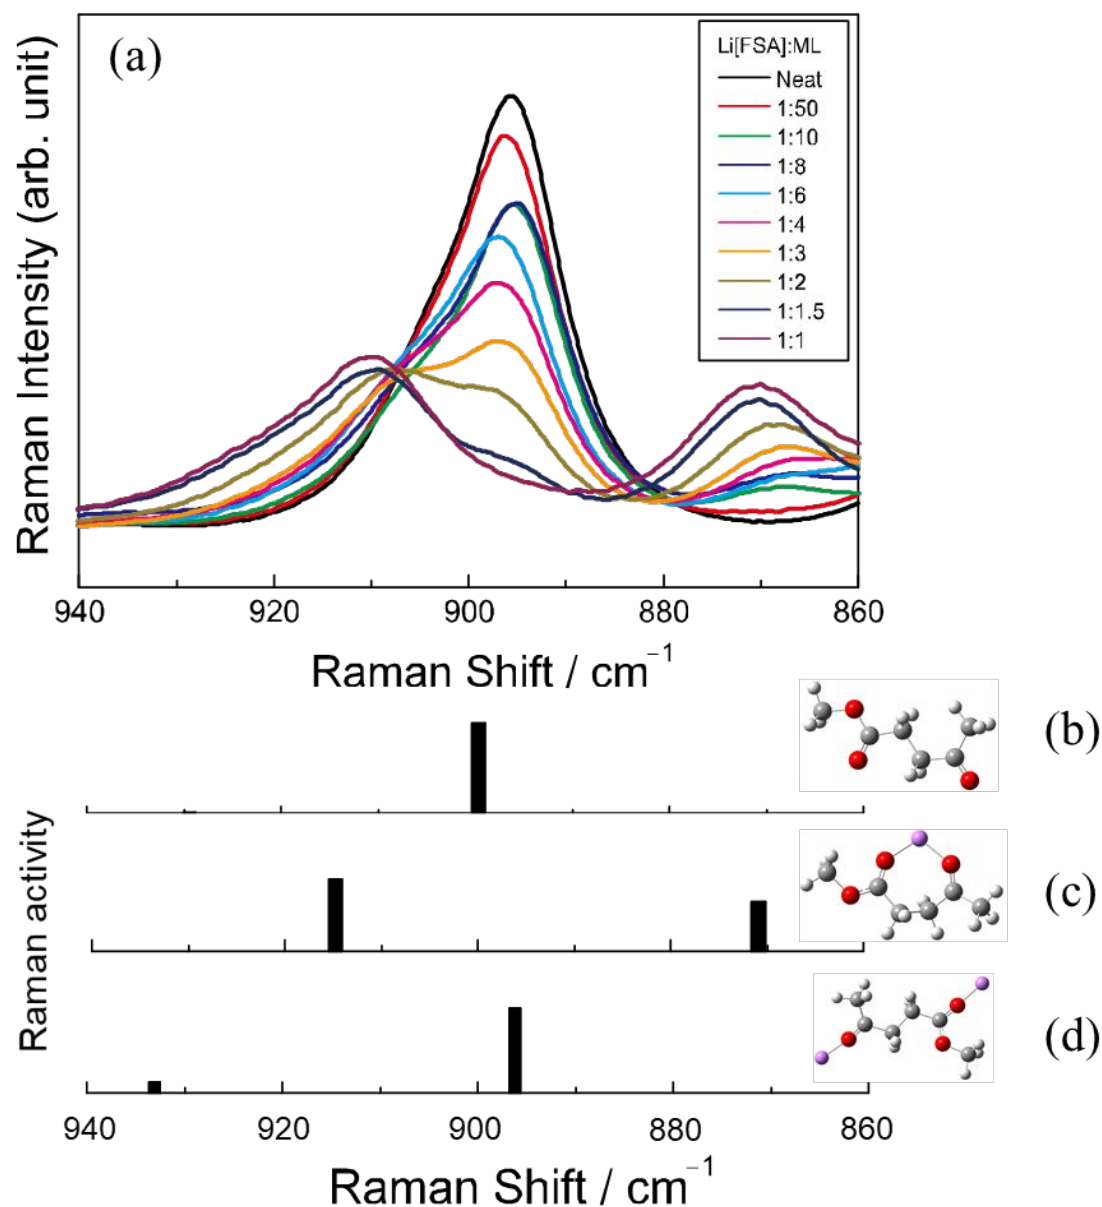 (a)
Raman Intensity (arb. unit)
Li[FSA]:ML
Neat
1:50
1:10
1:8
1:6
1:4
1:3
1:2
1:1.5
1:1
940 920 900 880 860
Raman Shift / cm⁻¹
(b)
(c)
(d)
Raman activity
940 920 900 880 860
Raman Shift / cm⁻¹